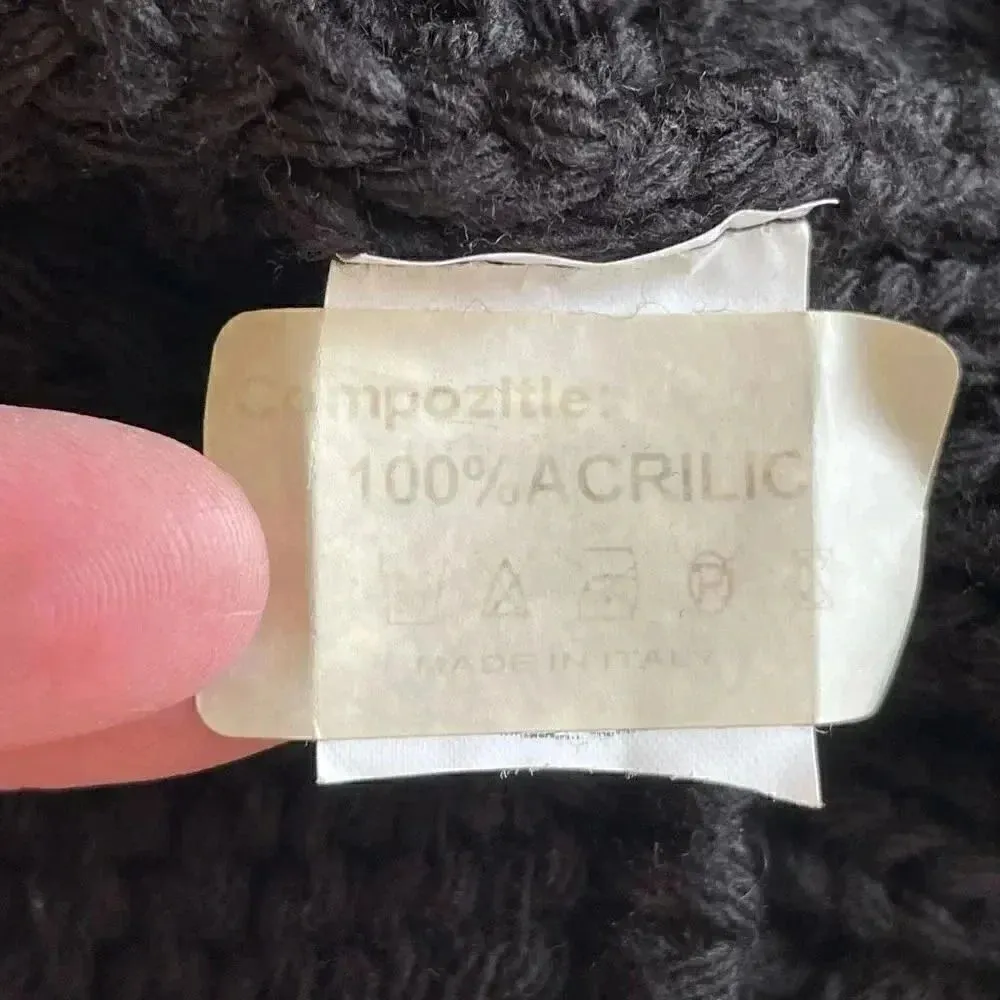 Compozitie:
100% ACRILIC
MADE IN ITALY